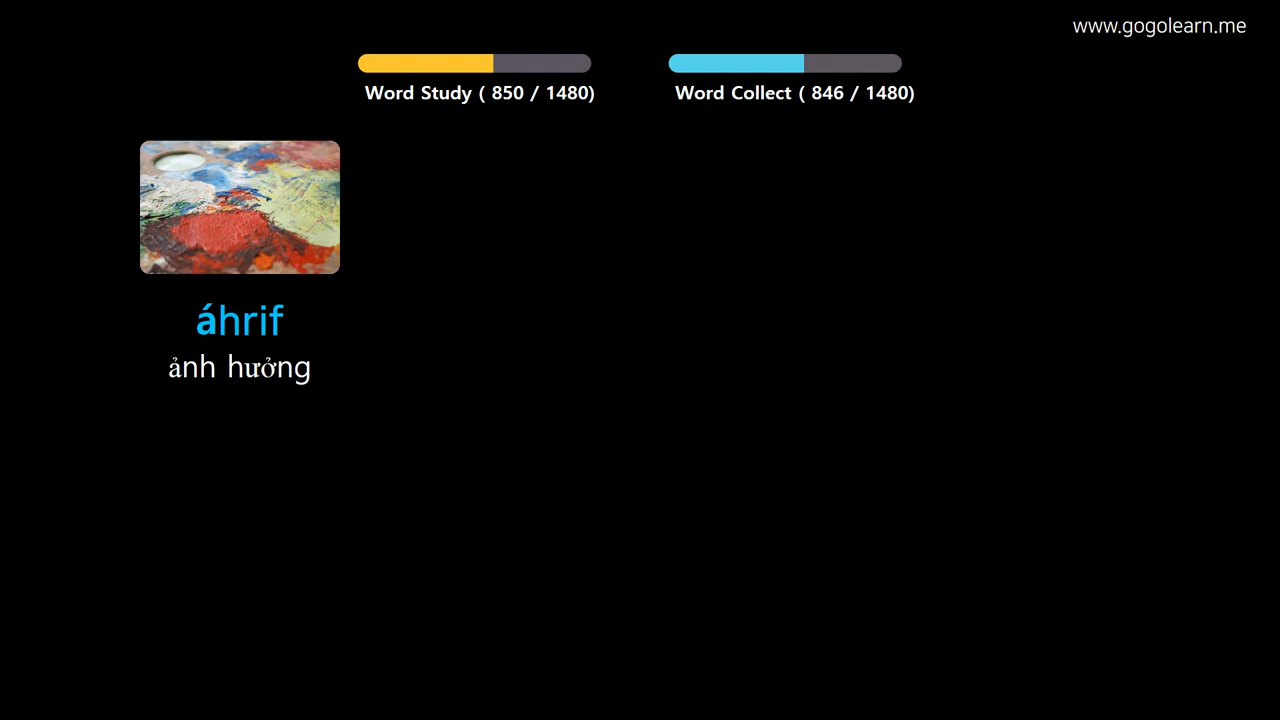 www.gogolearn.me
Word Study ( 850 / 1480)
Word Collect ( 846 / 1480)
áhrif
ảnh hưởng